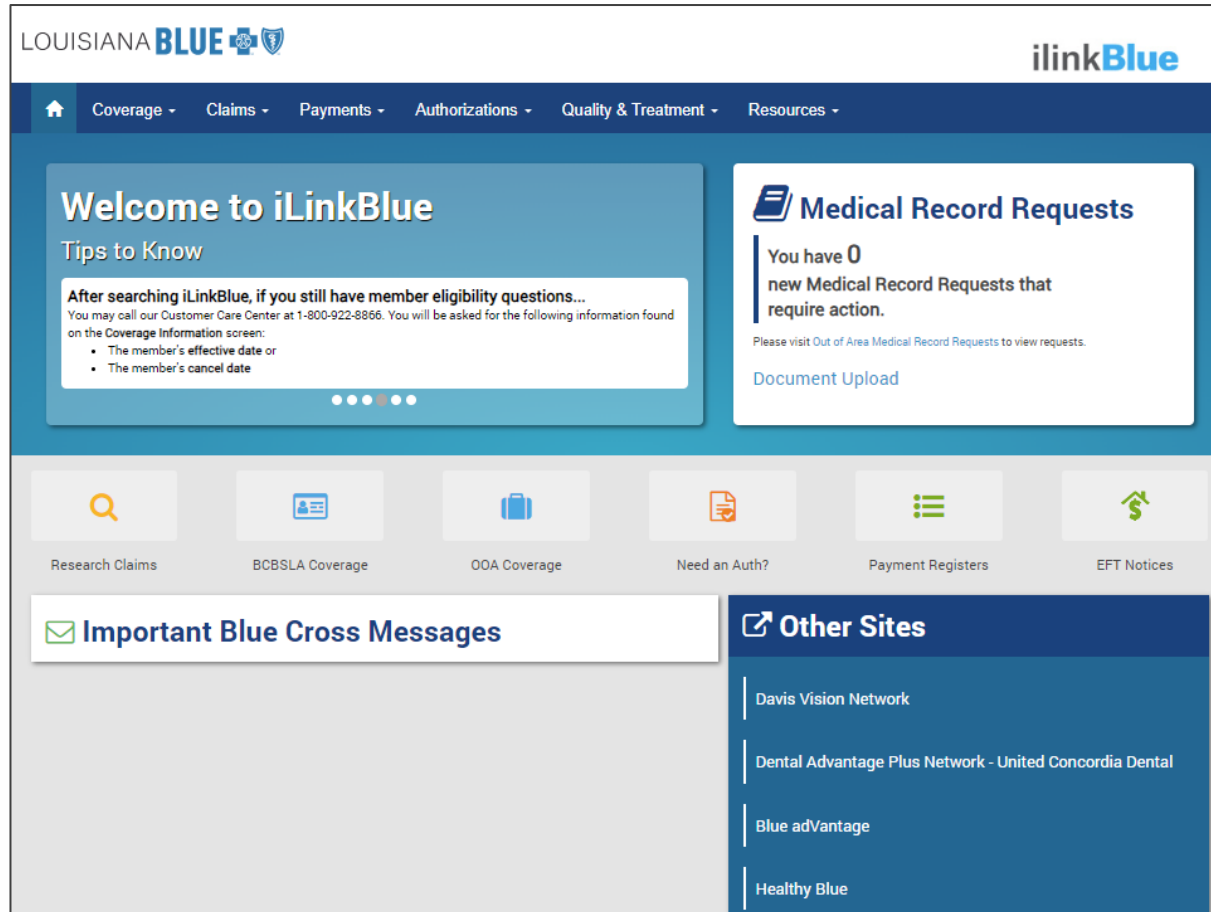 LOUISIANA BLUE
ilinkBlue
Coverage
Claims
Payments
Authorizations
Quality & Treatment
Resources
Welcome to iLinkBlue
Tips to Know
After searching iLinkBlue, if you still have member eligibility questions...
You may call our Customer Care Center at 1-800-922-8866. You will be asked for the following information found
on the Coverage Information screen:
• The member's effective date or
• The member's cancel date
Medical Record Requests
You have 0
new Medical Record Requests that
require action.
Please visit Out of Area Medical Record Requests to view requests.
Document Upload
Research Claims
BCBSLA Coverage
OOA Coverage
Need an Auth?
Payment Registers
EFT Notices
Important Blue Cross Messages
Other Sites
Davis Vision Network
Dental Advantage Plus Network - United Concordia Dental
Blue adVantage
Healthy Blue